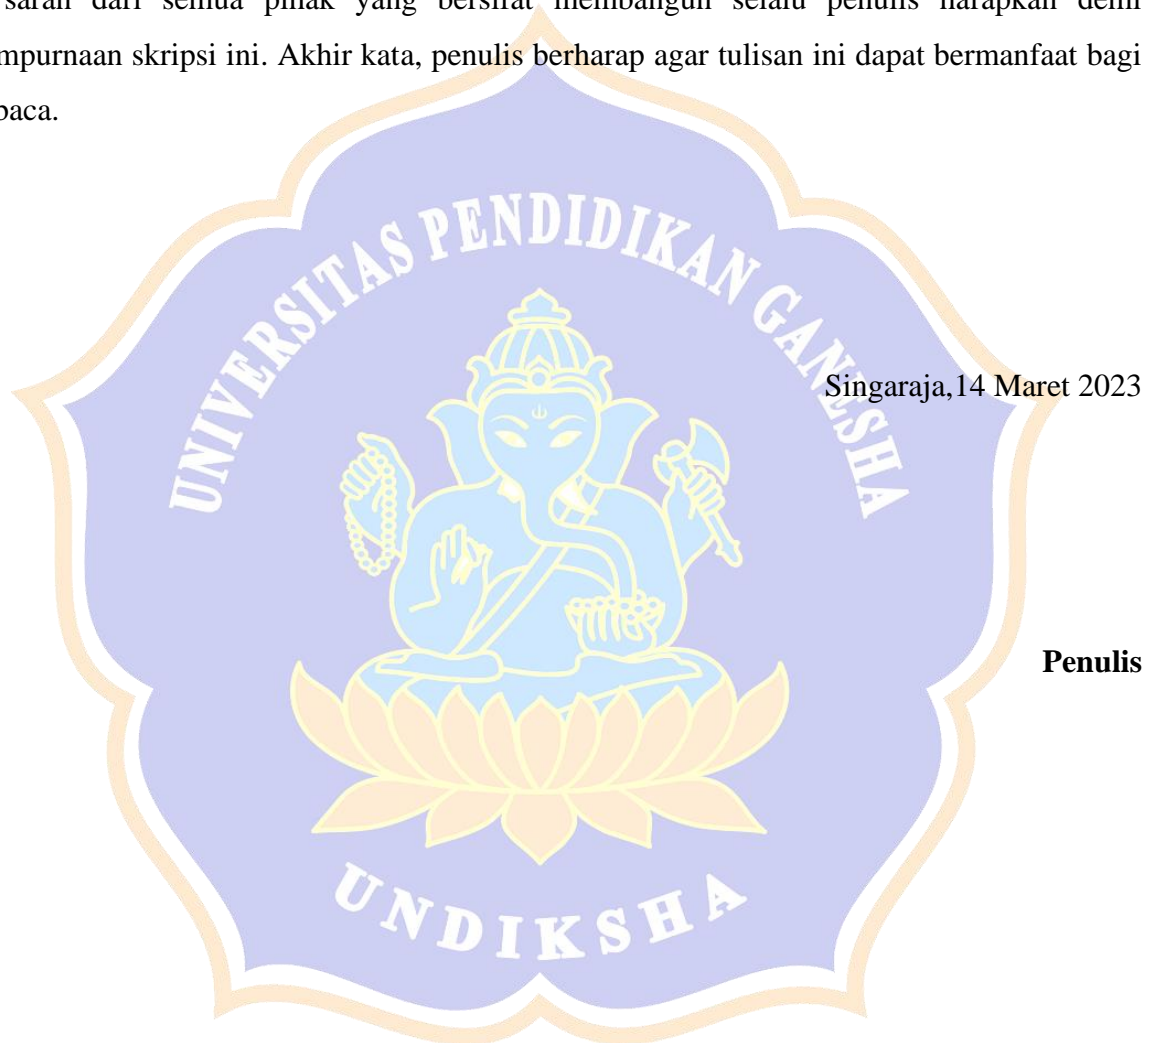 saran dari semua pihak yang bersifat membangun selalu penulis harapkan demi
mpurnaan skripsi ini. Akhir kata, penulis berharap agar tulisan ini dapat bermanfaat bagi
baca.
UNIVERSITAS PENDIDIKAN GANESHA
Singaraja,14 Maret 2023
Penulis
UNDIKSHA